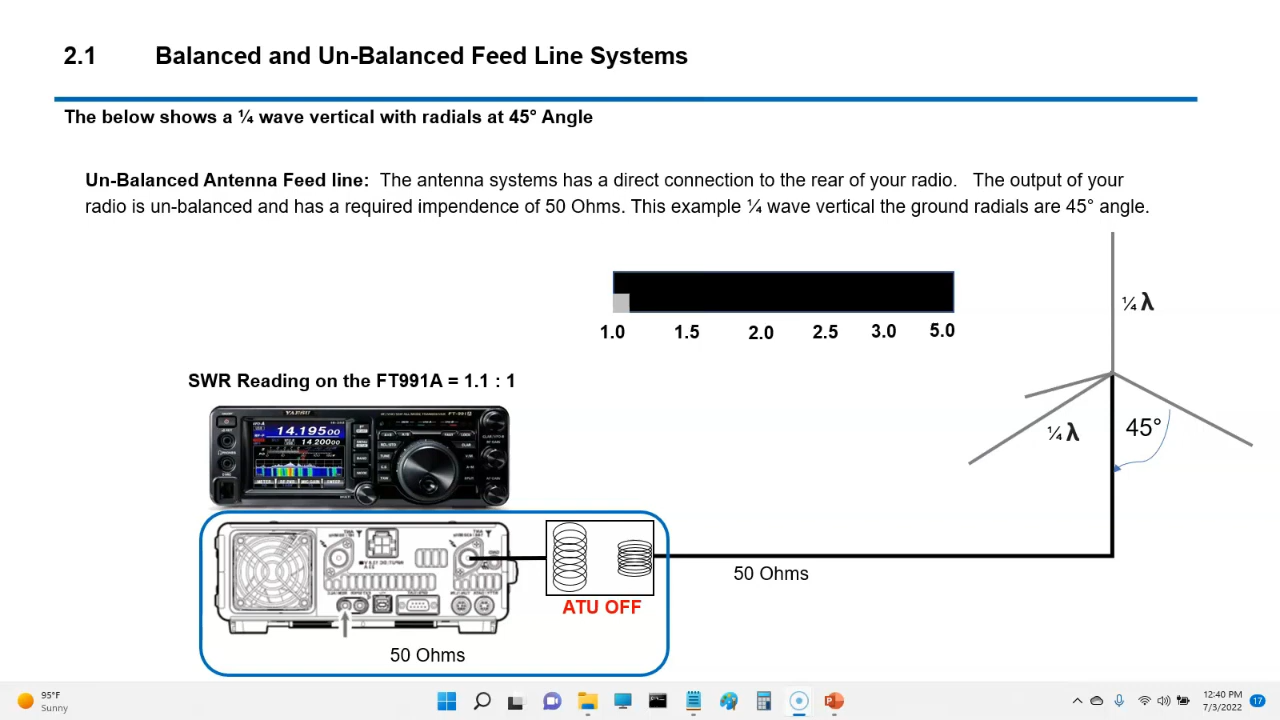 2.1 Balanced and Un-Balanced Feed Line Systems
The below shows a ¼ wave vertical with radials at 45° Angle
Un-Balanced Antenna Feed line: The antenna systems has a direct connection to the rear of your radio. The output of your
radio is un-balanced and has a required impendence of 50 Ohms. This example ¼ wave vertical the ground radials are 45° angle.
1.0 1.5 2.0 2.5 3.0 5.0
¼ λ
SWR Reading on the FT991A = 1.1 : 1
YAESU
14.195.00
14.200.00
¼ λ
45°
50 Ohms
ATU OFF
50 Ohms
95°F
Sunny
12:40 PM
7/3/2022
17